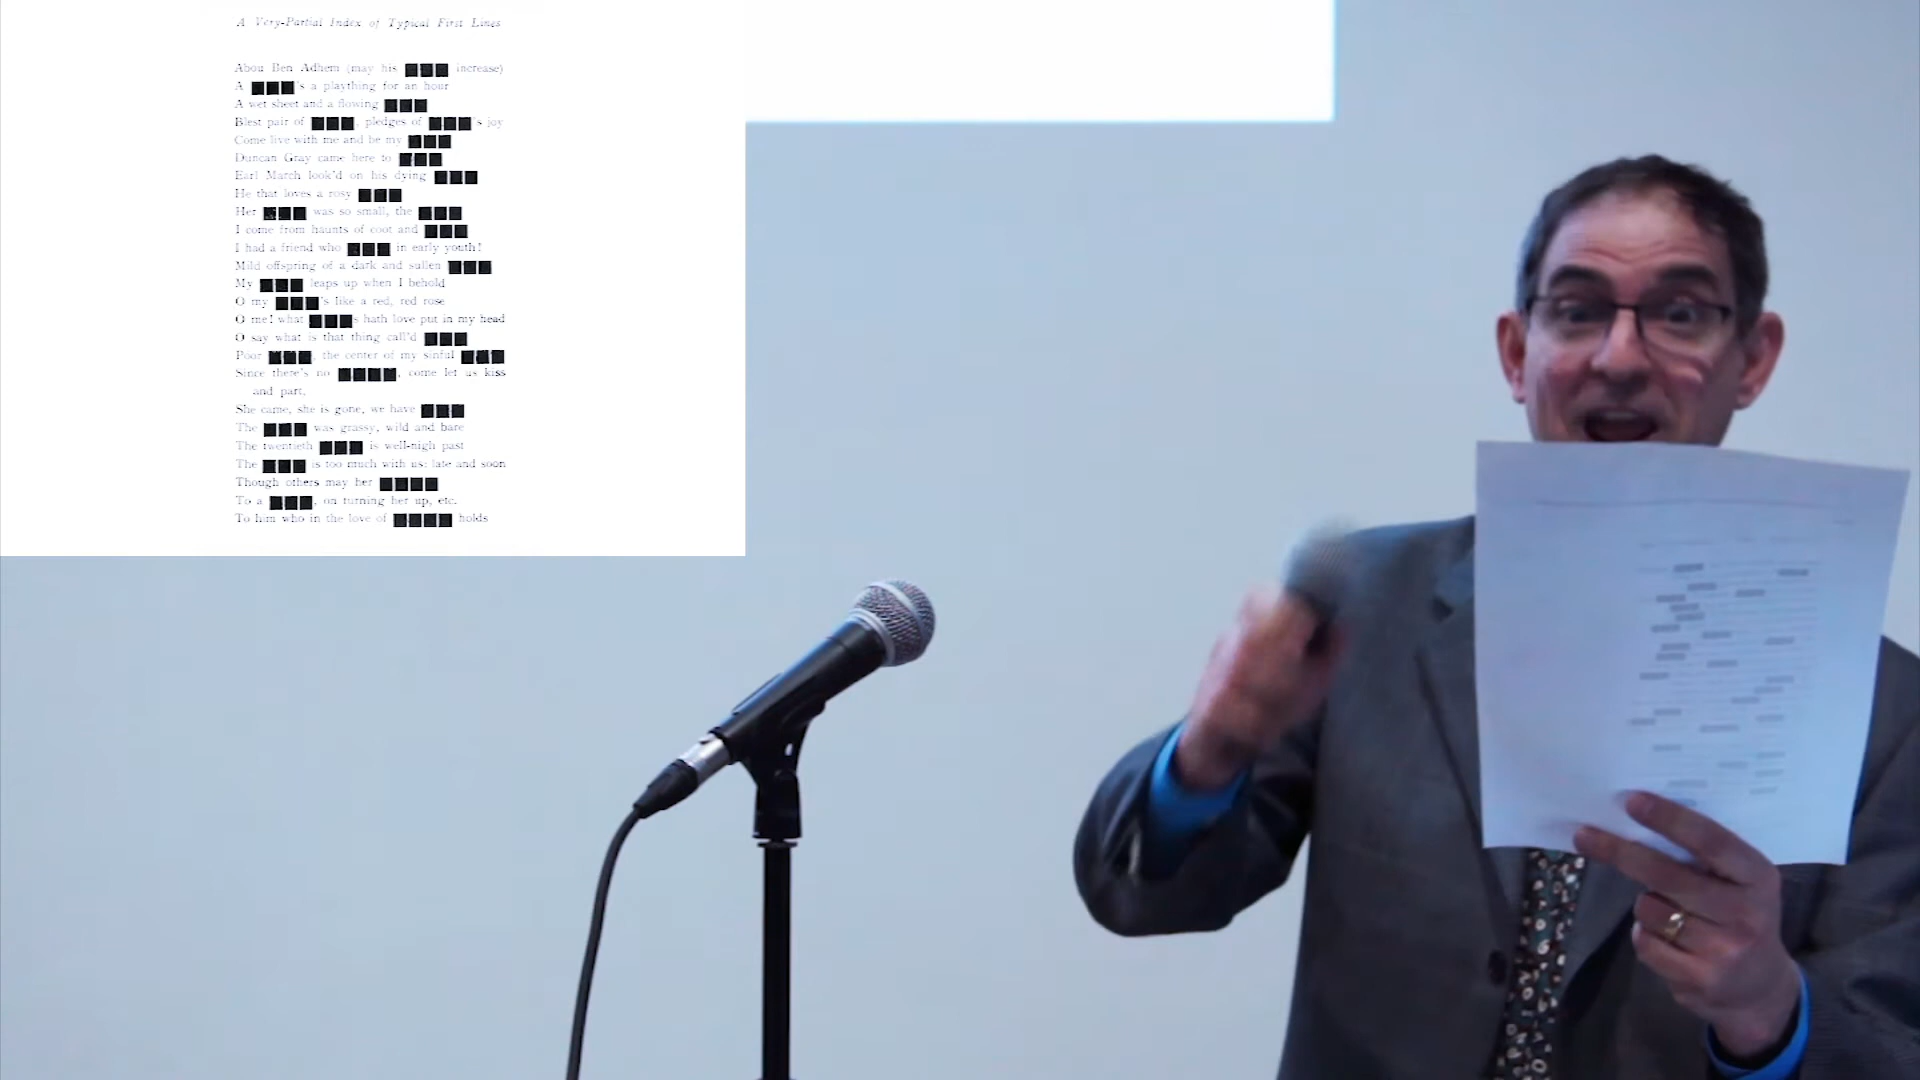 A Very-Partial Index of Typical First Lines
Abou Ben Adhem (may his ■■■ increase)
A ■■■'s a plaything for an hour
A wet sheet and a flowing ■■■
Blest pair of ■■■, pledges of ■■■'s joy
Come live with me and be my ■■■
Duncan Gray came here to ■■■
Earl March look'd on his dying ■■■
He that loves a rosy ■■■
Her ■■■ was so small, the ■■■
I come from haunts of coot and ■■■
I had a friend who ■■■ in early youth!
Mild offspring of a dark and sullen ■■■
My ■■■ leaps up when I behold
O my ■■■'s like a red, red rose
O me! what ■■■s hath love put in my head
O say what is that thing call'd ■■■
Poor ■■■, the center of my sinful ■■■
Since there's no ■■■■, come let us kiss
and part,
She came, she is gone, we have ■■■
The ■■■ was grassy, wild and bare
The twentieth ■■■ is well-nigh past
The ■■■ is too much with us: late and soon
Though others may her ■■■■
To a ■■■, on turning her up, etc.
To him who in the love of ■■■■ holds